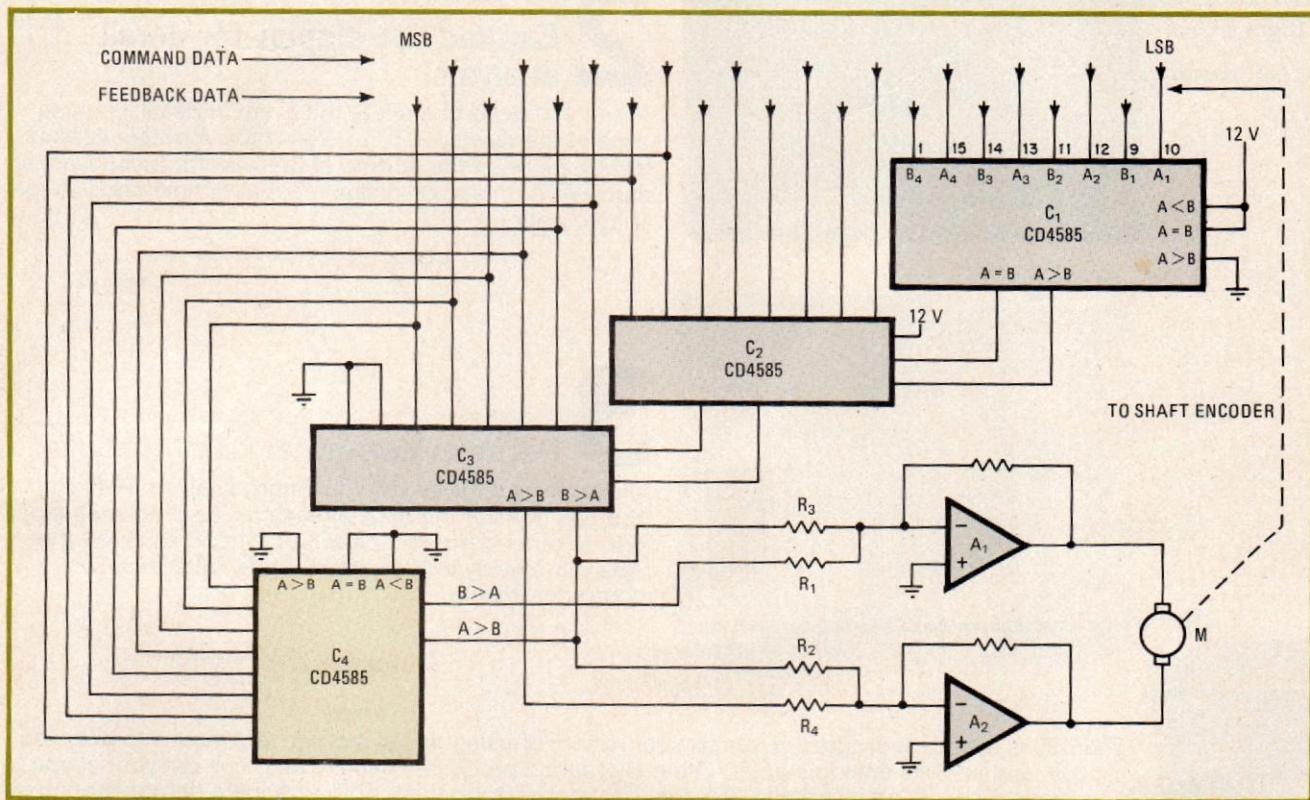 COMMAND DATA
MSB
LSB
FEEDBACK DATA
1 15 14 13 11 12 9 10
12 V
B4 A4 B3 A3 B2 A2 B1 A1
C1
CD4585
A < B
A = B
A > B
A = B A > B
12 V
C2
CD4585
TO SHAFT ENCODER
C3
CD4585
A > B B > A
R3
R1
A1
A > B A = B A < B
B > A
A > B
C4
CD4585
R2
R4
A2
M
− + − +